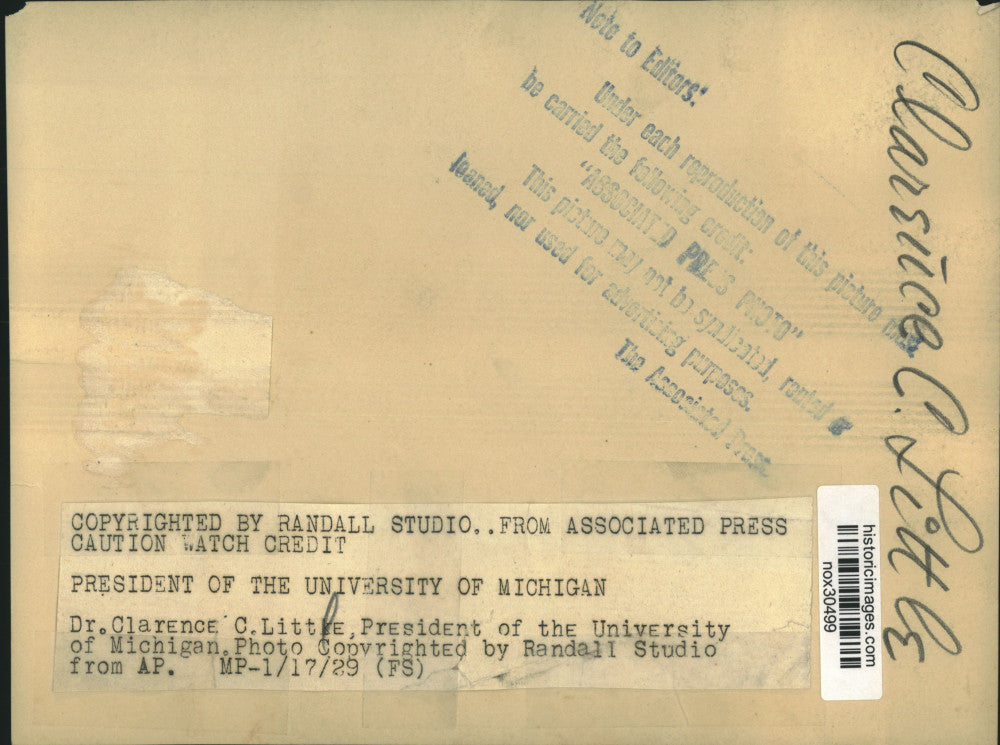 Note to Editors:
Under each reproduction of this picture must
be carried the following credit:
"ASSOCIATED PRESS PHOTO"
This picture may not be syndicated, rented or
loaned, nor used for advertising purposes.
The Associated Press
Clarence C. Little
COPYRIGHTED BY RANDALL STUDIO..FROM ASSOCIATED PRESS
CAUTION WATCH CREDIT
PRESIDENT OF THE UNIVERSITY OF MICHIGAN
Dr.Clarence C.Little,President of the University
of Michigan.Photo Copyrighted by Randall Studio
from AP. MP-1/17/29 (FS)
historicimages.com
nox30499